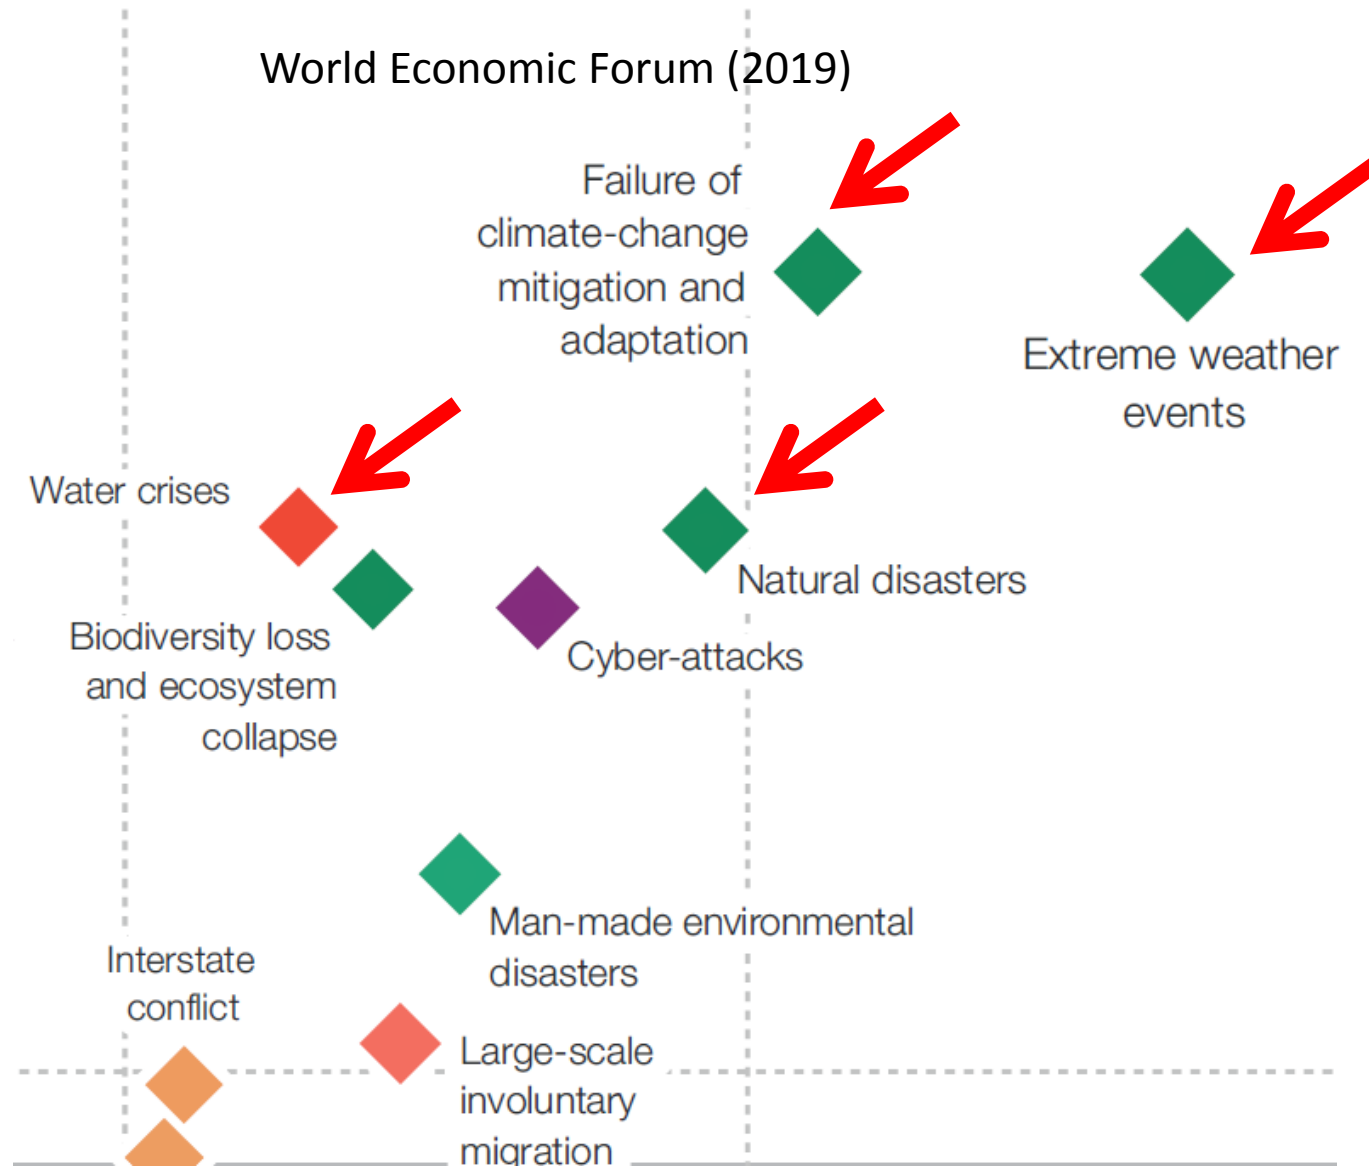 World Economic Forum (2019)
Failure of
climate-change
mitigation and
adaptation
Extreme weather
events
Water crises
Natural disasters
Biodiversity loss
and ecosystem
collapse
Cyber-attacks
Man-made environmental
disasters
Interstate
conflict
Large-scale
involuntary
migration